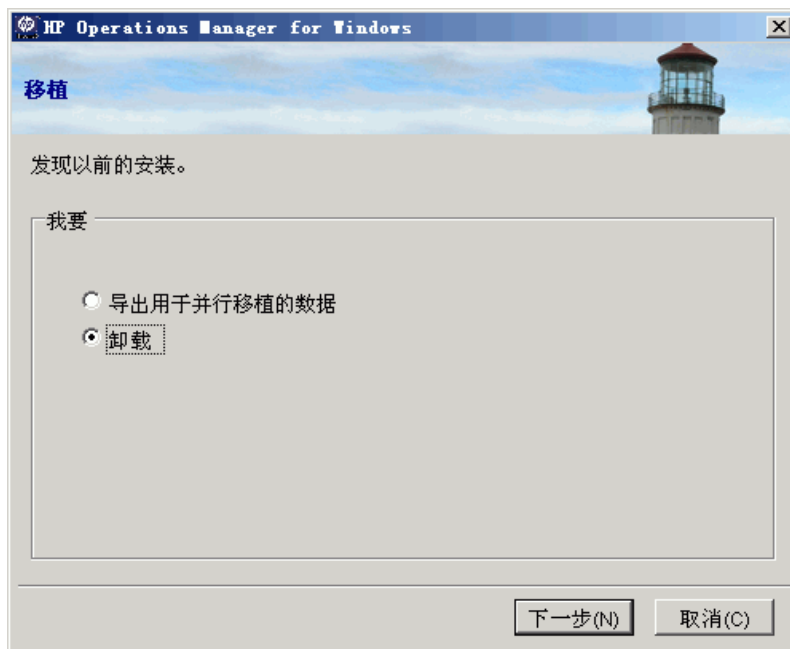 HP Operations Manager for Windows
移植
发现以前的安装。
我要
导出用于并行移植的数据
卸载
下一步(N)
取消(C)